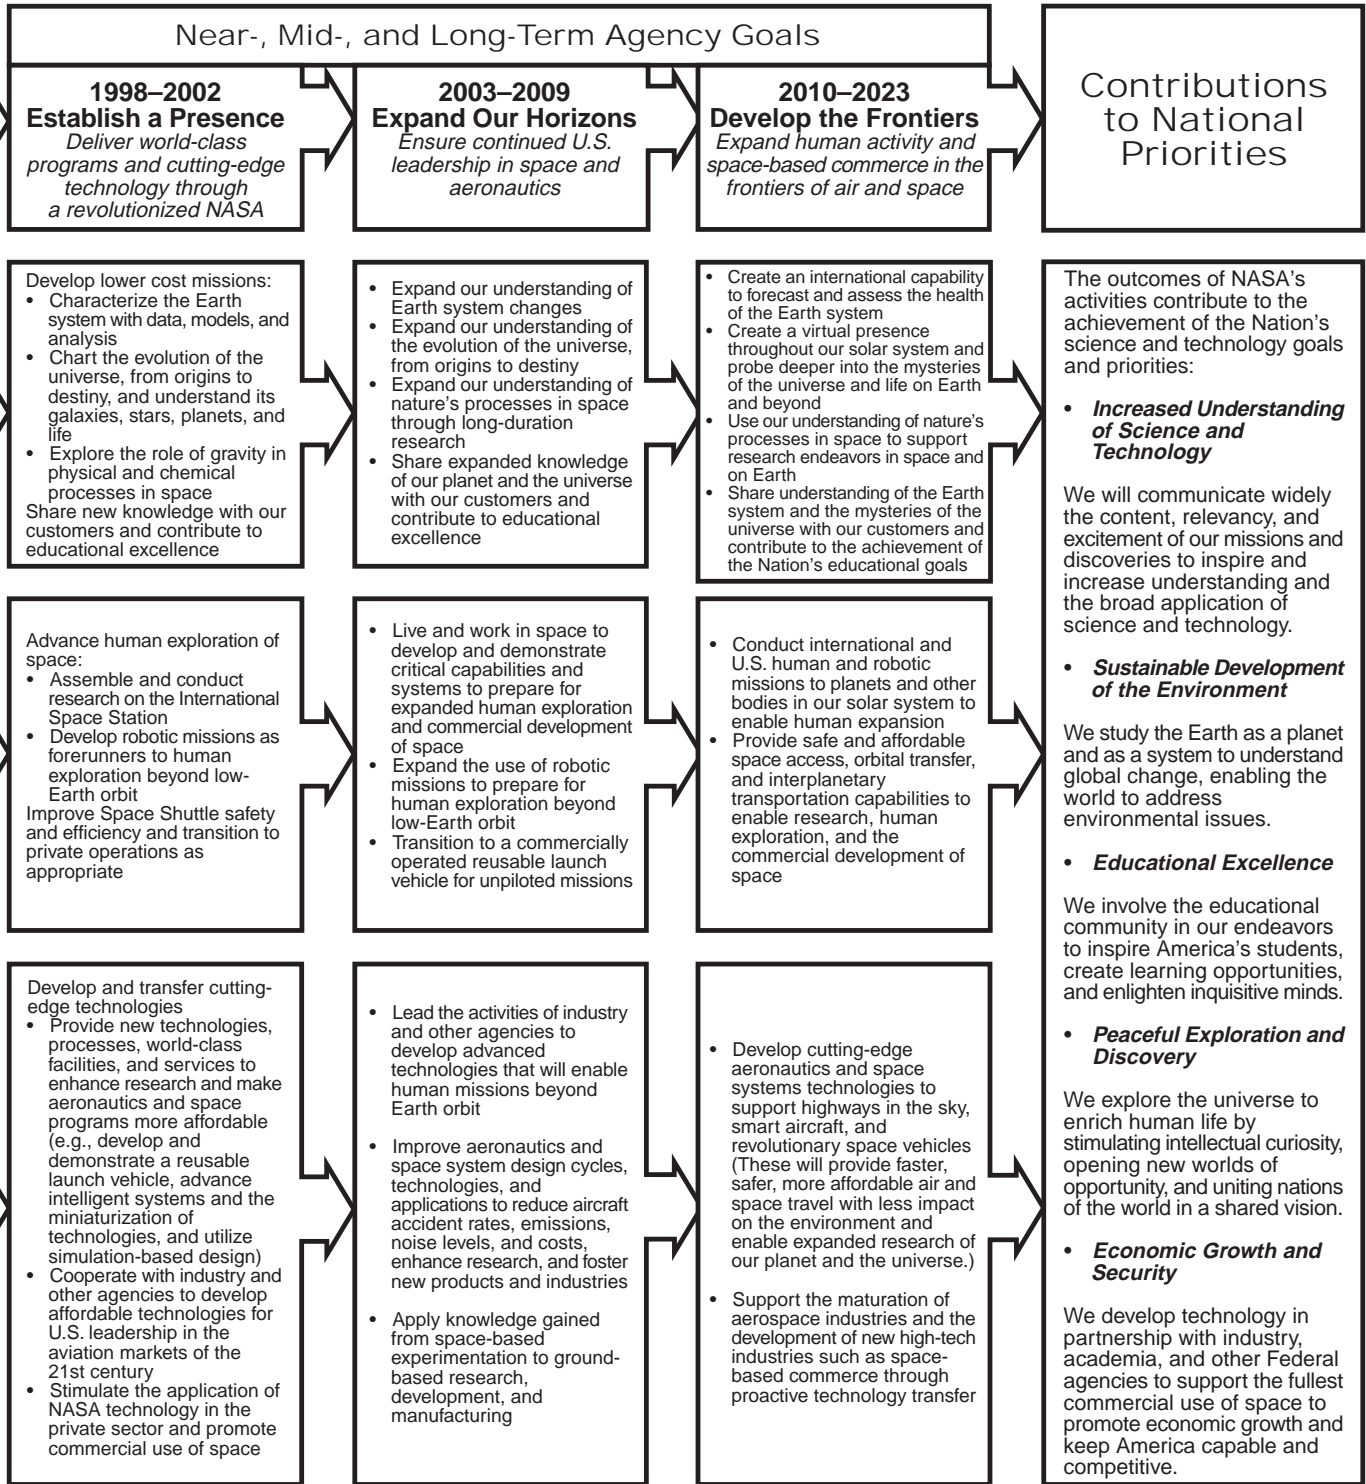 Near-, Mid-, and Long-Term Agency Goals
1998–2002
Establish a Presence
Deliver world-class
programs and cutting-edge
technology through
a revolutionized NASA
2003–2009
Expand Our Horizons
Ensure continued U.S.
leadership in space and
aeronautics
2010–2023
Develop the Frontiers
Expand human activity and
space-based commerce in the
frontiers of air and space
Contributions
to National
Priorities
Develop lower cost missions:
• Characterize the Earth
system with data, models, and
analysis
• Chart the evolution of the
universe, from origins to
destiny, and understand its
galaxies, stars, planets, and
life
• Explore the role of gravity in
physical and chemical
processes in space
Share new knowledge with our
customers and contribute to
educational excellence
• Expand our understanding of
Earth system changes
• Expand our understanding of
the evolution of the universe,
from origins to destiny
• Expand our understanding of
nature's processes in space
through long-duration
research
• Share expanded knowledge
of our planet and the universe
with our customers and
contribute to educational
excellence
• Create an international capability
to forecast and assess the health
of the Earth system
• Create a virtual presence
throughout our solar system and
probe deeper into the mysteries
of the universe and life on Earth
and beyond
• Use our understanding of nature's
processes in space to support
research endeavors in space and
on Earth
• Share understanding of the Earth
system and the mysteries of the
universe with our customers and
contribute to the achievement of
the Nation's educational goals
Advance human exploration of
space:
• Assemble and conduct
research on the International
Space Station
• Develop robotic missions as
forerunners to human
exploration beyond low-
Earth orbit
Improve Space Shuttle safety
and efficiency and transition to
private operations as
appropriate
• Live and work in space to
develop and demonstrate
critical capabilities and
systems to prepare for
expanded human exploration
and commercial development
of space
• Expand the use of robotic
missions to prepare for
human exploration beyond
low-Earth orbit
• Transition to a commercially
operated reusable launch
vehicle for unpiloted missions
• Conduct international and
U.S. human and robotic
missions to planets and other
bodies in our solar system to
enable human expansion
• Provide safe and affordable
space access, orbital transfer,
and interplanetary
transportation capabilities to
enable research, human
exploration, and the
commercial development of
space
Develop and transfer cutting-
edge technologies
• Provide new technologies,
processes, world-class
facilities, and services to
enhance research and make
aeronautics and space
programs more affordable
(e.g., develop and
demonstrate a reusable
launch vehicle, advance
intelligent systems and the
miniaturization of
technologies, and utilize
simulation-based design)
• Cooperate with industry and
other agencies to develop
affordable technologies for
U.S. leadership in the
aviation markets of the
21st century
• Stimulate the application of
NASA technology in the
private sector and promote
commercial use of space
• Lead the activities of industry
and other agencies to
develop advanced
technologies that will enable
human missions beyond
Earth orbit
• Improve aeronautics and
space system design cycles,
technologies, and
applications to reduce aircraft
accident rates, emissions,
noise levels, and costs,
enhance research, and foster
new products and industries
• Apply knowledge gained
from space-based
experimentation to ground-
based research,
development, and
manufacturing
• Develop cutting-edge
aeronautics and space
systems technologies to
support highways in the sky,
smart aircraft, and
revolutionary space vehicles
(These will provide faster,
safer, more affordable air and
space travel with less impact
on the environment and
enable expanded research of
our planet and the universe.)
• Support the maturation of
aerospace industries and the
development of new high-tech
industries such as space-
based commerce through
proactive technology transfer
The outcomes of NASA's
activities contribute to the
achievement of the Nation's
science and technology goals
and priorities:
• Increased Understanding
of Science and
Technology
We will communicate widely
the content, relevancy, and
excitement of our missions and
discoveries to inspire and
increase understanding and
the broad application of
science and technology.
• Sustainable Development
of the Environment
We study the Earth as a planet
and as a system to understand
global change, enabling the
world to address
environmental issues.
• Educational Excellence
We involve the educational
community in our endeavors
to inspire America's students,
create learning opportunities,
and enlighten inquisitive minds.
• Peaceful Exploration and
Discovery
We explore the universe to
enrich human life by
stimulating intellectual curiosity,
opening new worlds of
opportunity, and uniting nations
of the world in a shared vision.
• Economic Growth and
Security
We develop technology in
partnership with industry,
academia, and other Federal
agencies to support the fullest
commercial use of space to
promote economic growth and
keep America capable and
competitive.